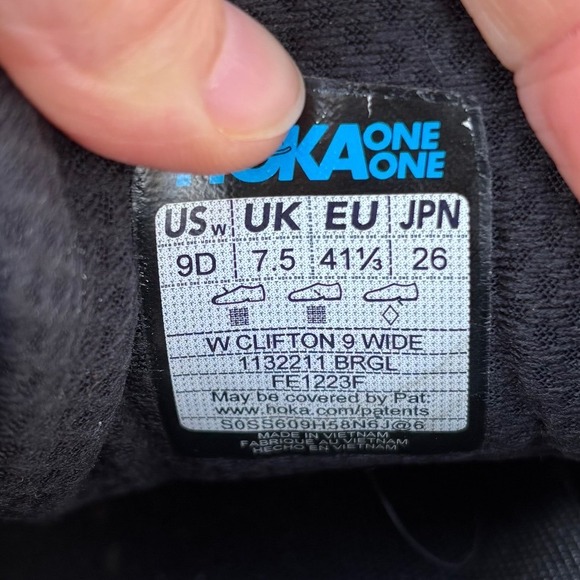 HOKA ONE ONE
US W UK EU JPN
9D 7.5 41⅓ 26
W CLIFTON 9 WIDE
1132211 BRGL
FE1223F
May be covered by Pat:
www.hoka.com/patents
S0SS609H58N6J@6
MADE IN VIETNAM
FABRIQUÉ AU VIETNAM
HECHO EN VIETNAM